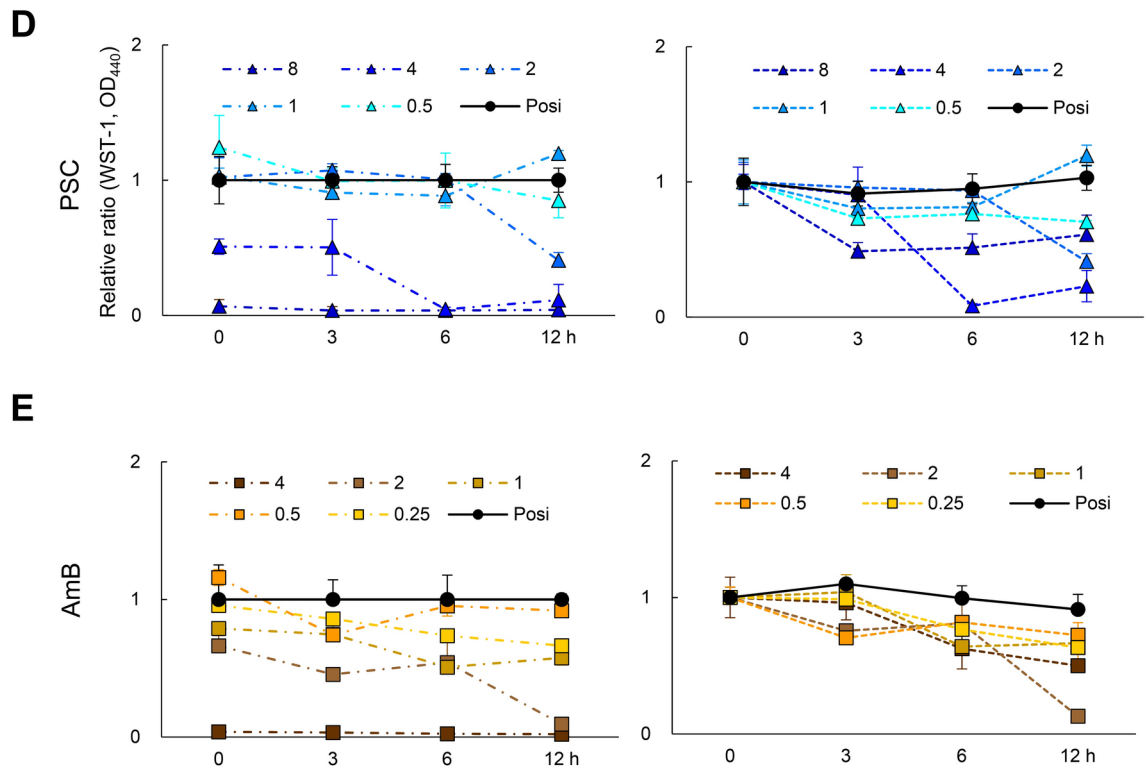 D
PSC
Relative ratio (WST-1, OD440)
2
1
0
8 4 2
1 0.5 Posi
0 3 6 12 h
2
1
0
8 4 2
1 0.5 Posi
0 3 6 12 h
E
AmB
2
1
0
4 2 1
0.5 0.25 Posi
0 3 6 12 h
2
1
0
4 2 1
0.5 0.25 Posi
0 3 6 12 h